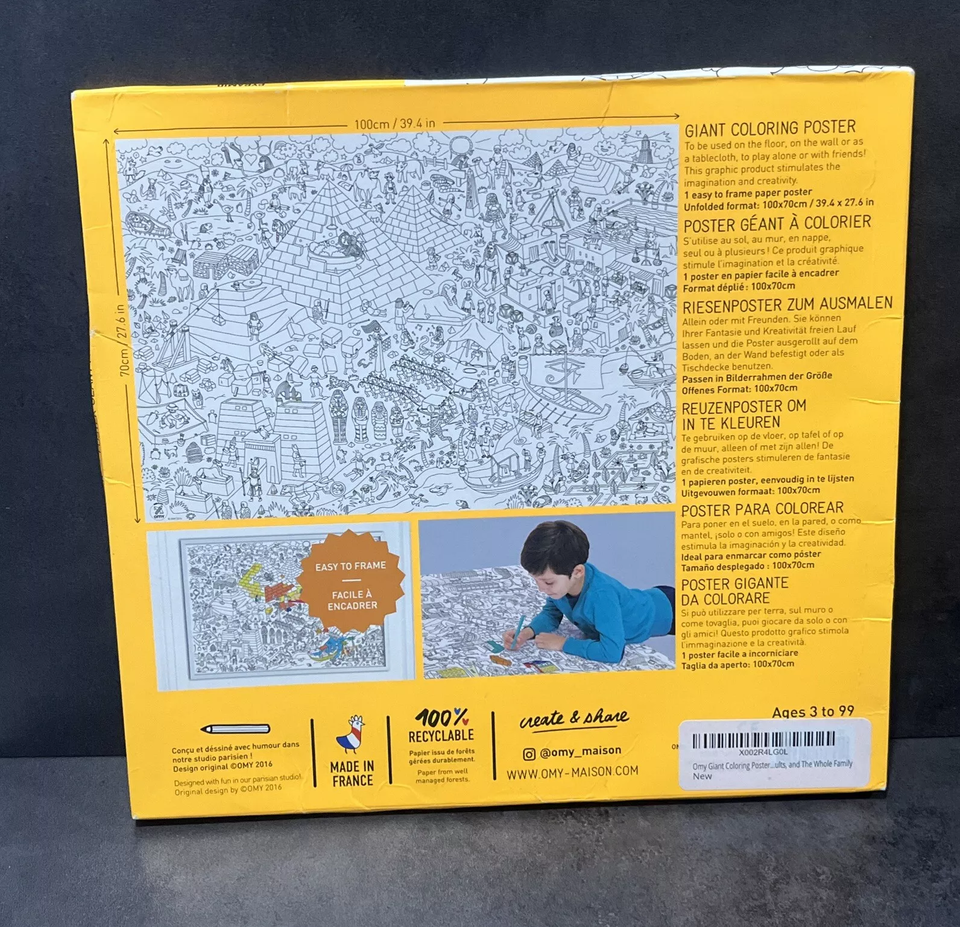 100cm / 39.4 in
70cm / 27.6 in
GIANT COLORING POSTER
To be used on the floor, on the wall or as
a tablecloth, to play alone or with friends!
This graphic product stimulates the
imagination and creativity.
1 easy to frame paper poster
Unfolded format: 100x70cm / 39.4 x 27.6 in
POSTER GÉANT À COLORIER
S'utilise au sol, au mur, en nappe,
seul ou à plusieurs! Ce produit graphique
stimule l'imagination et la créativité.
1 poster en papier facile à encadrer
Format déplié : 100x70cm
RIESENPOSTER ZUM AUSMALEN
Allein oder mit Freunden. Sie können
Ihrer Fantasie und Kreativität freien Lauf
lassen und die Poster ausgerollt auf dem
Boden, an der Wand befestigt oder als
Tischdecke benutzen.
Passen in Bilderrahmen der Größe
Offenes Format: 100x70cm
REUZENPOSTER OM
IN TE KLEUREN
Te gebruiken op de vloer, op tafel of op
de muur, alleen of met zijn allen! De
grafische posters stimuleren de fantasie
en de creativiteit.
1 papieren poster, eenvoudig in te lijsten
Uitgevouwen formaat: 100x70cm
POSTER PARA COLOREAR
Para poner en el suelo, en la pared, o como
mantel, ¡solo o con amigos! Este diseño
estimula la imaginación y la creatividad.
Ideal para enmarcar como póster
Tamaño desplegado : 100x70cm
POSTER GIGANTE
DA COLORARE
Si può utilizzare per terra, sul muro o
come tovaglia, puoi giocare da solo o con
gli amici! Questo prodotto grafico stimola
l'immaginazione e la creatività.
1 poster facile a incorniciare
Taglia da aperto: 100x70cm
EASY TO FRAME
FACILE À
ENCADRER
Conçu et déssiné avec humour dans
notre studio parisien !
Design original ©OMY 2016
Designed with fun in our parisian studio!
Original design by ©OMY 2016
MADE IN
FRANCE
100%
RECYCLABLE
Papier issu de forêts
gérées durablement.
Paper from well
managed forests.
create & share
@omy_maison
WWW.OMY-MAISON.COM
Ages 3 to 99
X002R4LG0L
Omy Giant Coloring Poster...ults, and The Whole Family
New